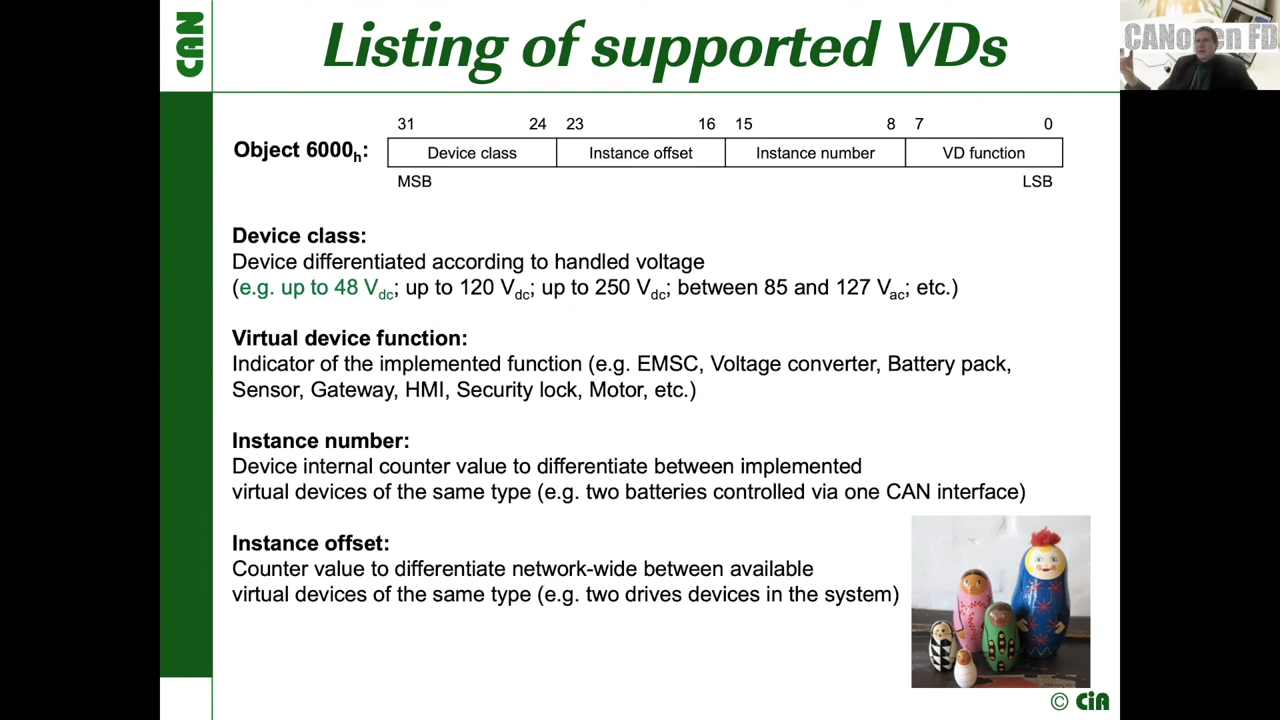 CAN
Listing of supported VDs
CANopen FD
31 24 23 16 15 8 7 0
Object 6000h: Device class Instance offset Instance number VD function
MSB LSB
Device class:
Device differentiated according to handled voltage
(e.g. up to 48 Vdc; up to 120 Vdc; up to 250 Vdc; between 85 and 127 Vac; etc.)
Virtual device function:
Indicator of the implemented function (e.g. EMSC, Voltage converter, Battery pack,
Sensor, Gateway, HMI, Security lock, Motor, etc.)
Instance number:
Device internal counter value to differentiate between implemented
virtual devices of the same type (e.g. two batteries controlled via one CAN interface)
Instance offset:
Counter value to differentiate network-wide between available
virtual devices of the same type (e.g. two drives devices in the system)
© CiA